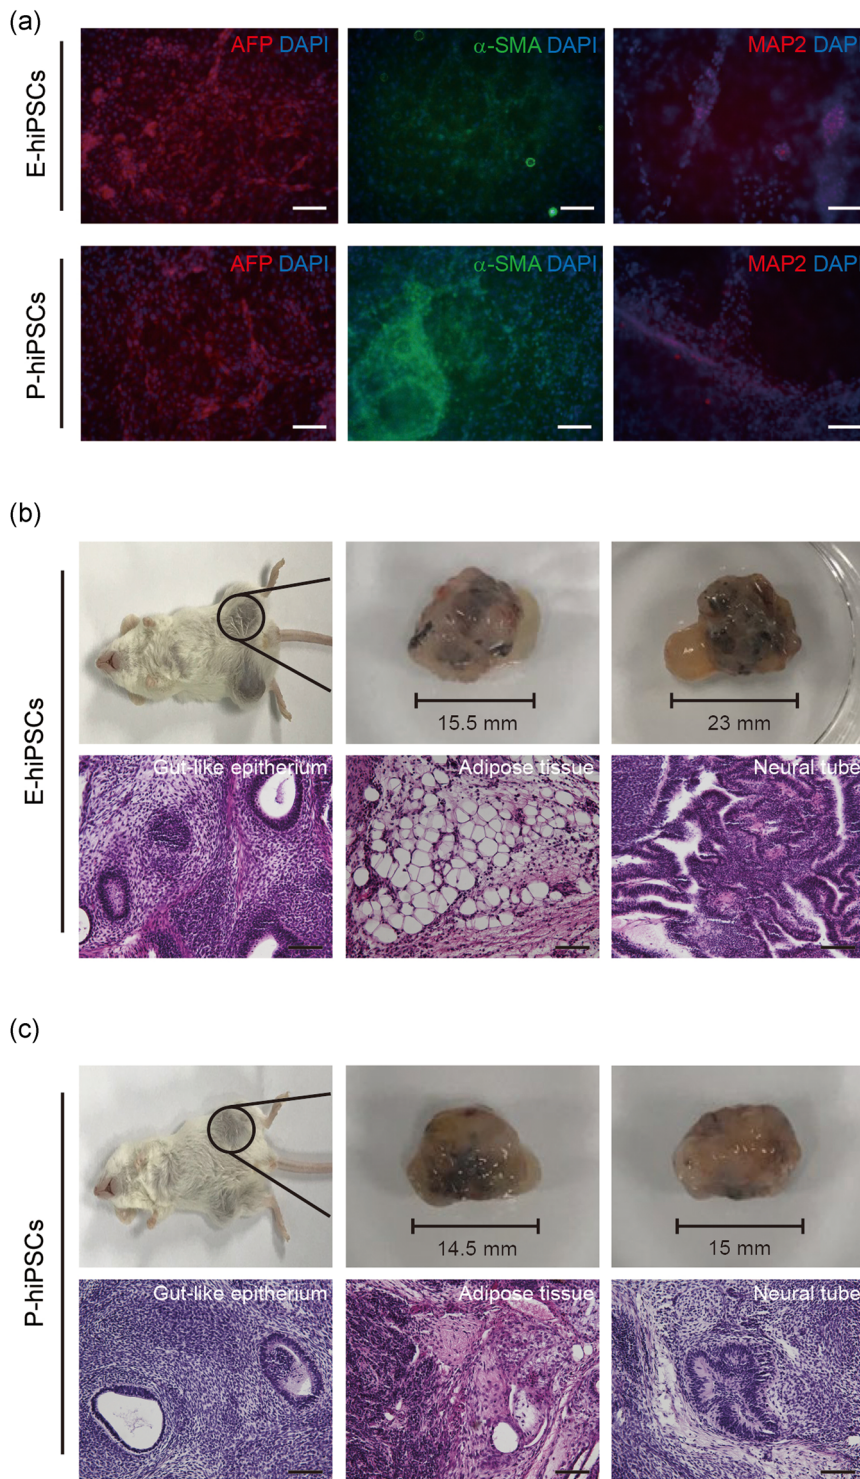 (a)
E-hiPSCs
AFP DAPI
α-SMA DAPI
MAP2 DAPI
P-hiPSCs
AFP DAPI
α-SMA DAPI
MAP2 DAPI
(b)
E-hiPSCs
15.5 mm
23 mm
Gut-like epitherium
Adipose tissue
Neural tube
(c)
P-hiPSCs
14.5 mm
15 mm
Gut-like epitherium
Adipose tissue
Neural tube